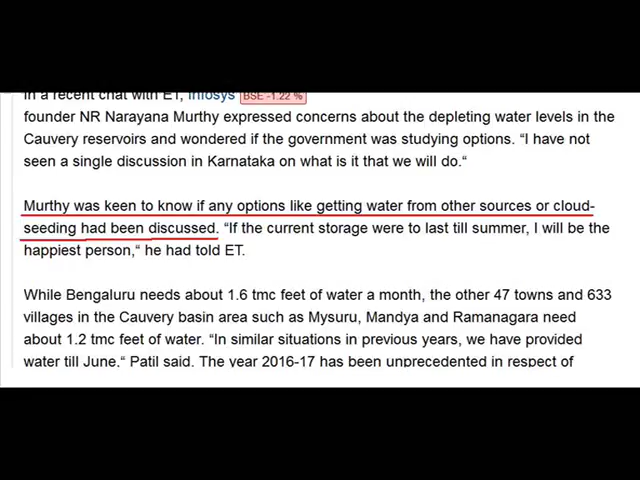 In a recent chat with ET, Infosys BSE -1.22 %
founder NR Narayana Murthy expressed concerns about the depleting water levels in the
Cauvery reservoirs and wondered if the government was studying options. “I have not
seen a single discussion in Karnataka on what is it that we will do.“
Murthy was keen to know if any options like getting water from other sources or cloud-
seeding had been discussed. “If the current storage were to last till summer, I will be the
happiest person,“ he had told ET.
While Bengaluru needs about 1.6 tmc feet of water a month, the other 47 towns and 633
villages in the Cauvery basin area such as Mysuru, Mandya and Ramanagara need
about 1.2 tmc feet of water. “In similar situations in previous years, we have provided
water till June.“ Patil said. The year 2016-17 has been unprecedented in respect of